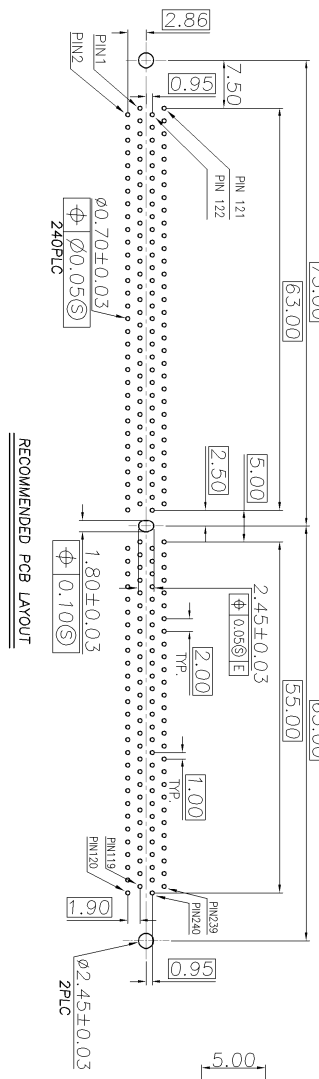 2.86
0.95
7.50
PIN1
PIN2
PIN 121
PIN 122
63.00
Ø0.70±0.03
⌖ Ø0.05Ⓢ
240PLC
2.50
5.00
1.80±0.03
⌖ 0.10Ⓢ
2.45±0.03
⌖ 0.05Ⓢ E
2.00
TYP.
1.00
TYP.
55.00
PIN119
PIN120
PIN239
PIN240
1.90
0.95
Ø2.45±0.03
2PLC
5.00
RECOMMENDED PCB LAYOUT